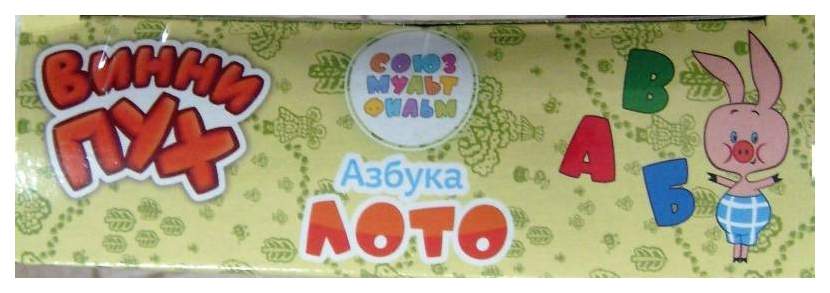 ВИННИ
ПУХ
СОЮЗ
МУЛЬТ
ФИЛЬМ
Азбука
ЛОТО
В
А
Б